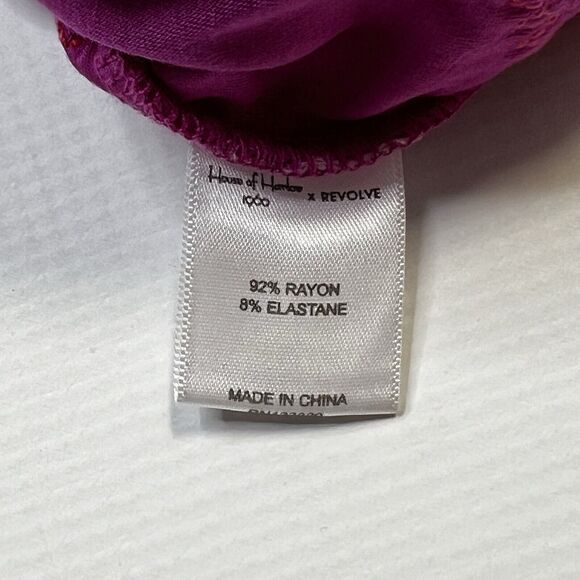 House of Harlow
1960 x REVOLVE
92% RAYON
8% ELASTANE
MADE IN CHINA